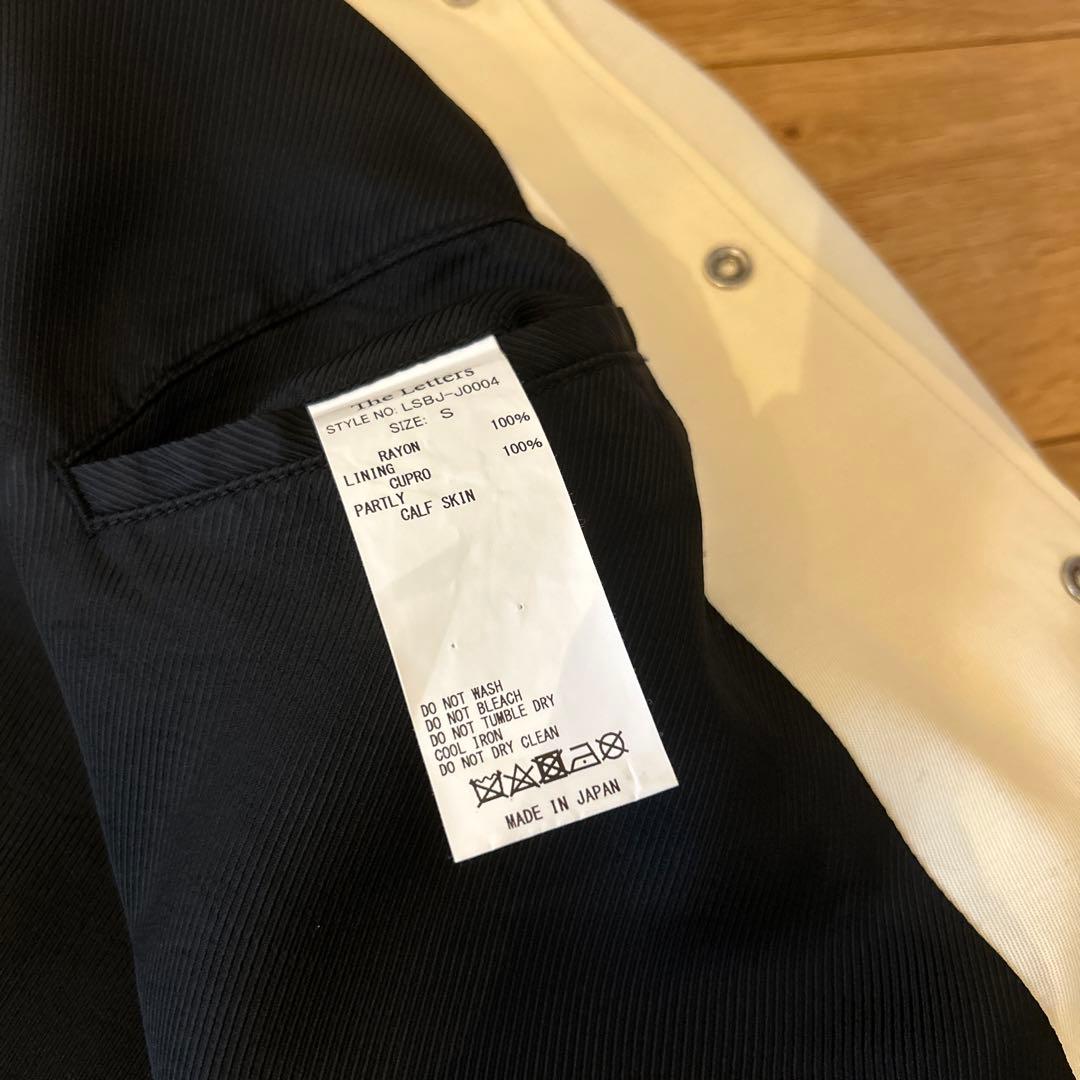 The Letters
STYLE NO: LSBJ-J0004
SIZE: S
RAYON 100%
LINING
CUPRO 100%
PARTLY
CALF SKIN
DO NOT WASH
DO NOT BLEACH
DO NOT TUMBLE DRY
COOL IRON
DO NOT DRY CLEAN
MADE IN JAPAN